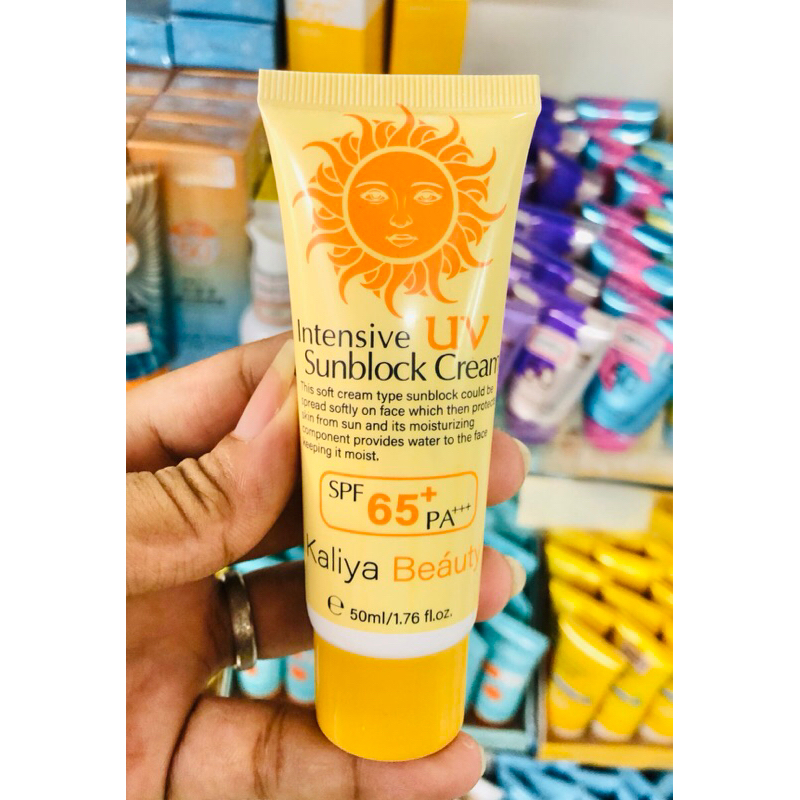 Intensive UV
Sunblock Cream
This soft cream type sunblock could be
spread softly on face which then protect
skin from sun and its moisturizing
component provides water to the face
keeping it moist.
SPF 65+ PA+++
Kaliya Beáuty
℮ 50ml/1.76 fl.oz.